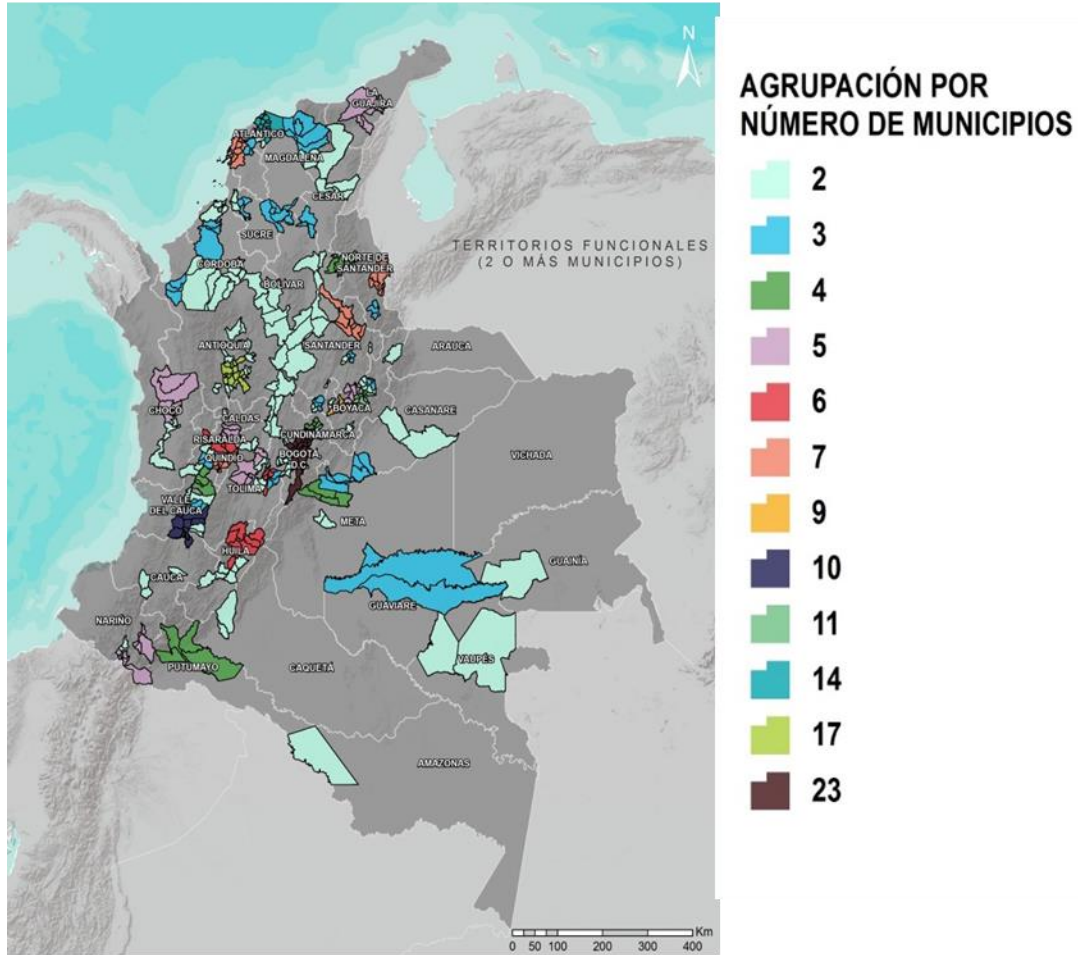 N
LA
GUAJIRA
ATLÁNTICO
MAGDALENA
CESAR
SUCRE
TERRITORIOS FUNCIONALES
(2 O MÁS MUNICIPIOS)
NORTE DE
SANTANDER
CÓRDOBA
BOLÍVAR
ANTIOQUIA
SANTANDER
ARAUCA
CHOCÓ
BOYACÁ
CASANARE
CALDAS
CUNDINAMARCA
RISARALDA
QUINDÍO
BOGOTÁ
D.C.
VICHADA
TOLIMA
VALLE
DEL CAUCA
META
HUILA
GUAINÍA
CAUCA
GUAVIARE
NARIÑO
VAUPÉS
PUTUMAYO
CAQUETÁ
AMAZONAS
Km
0 50 100 200 300 400
AGRUPACIÓN POR
NÚMERO DE MUNICIPIOS
2
3
4
5
6
7
9
10
11
14
17
23